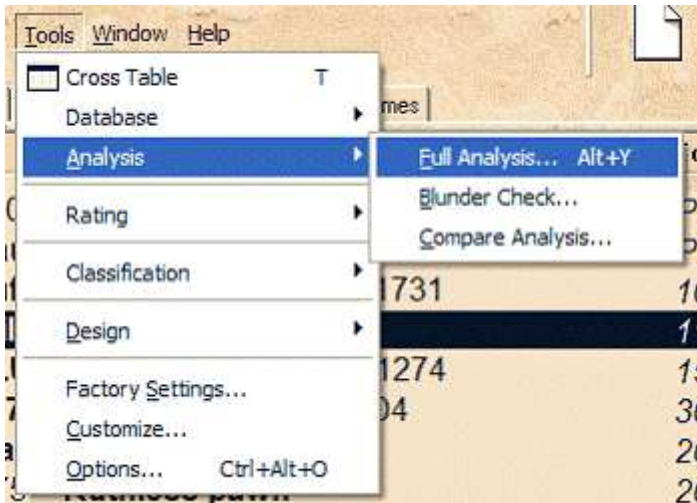 Tools Window Help
Cross Table T
Database
Analysis
Rating
Classification
Design
Factory Settings...
Customize...
Options... Ctrl+Alt+O
Full Analysis... Alt+Y
Blunder Check...
Compare Analysis...
mes
1731
1274
04